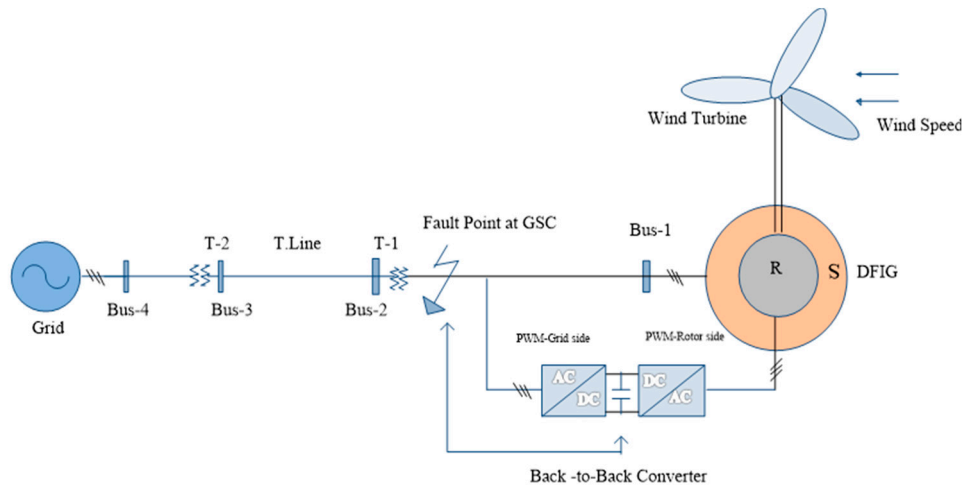 Wind Turbine
Wind Speed
Fault Point at GSC
Bus-1
T-2
T.Line
T-1
R
S
DFIG
Bus-4
Bus-3
Bus-2
Grid
PWM-Grid side
PWM-Rotor side
AC
DC
DC
AC
Back -to-Back Converter